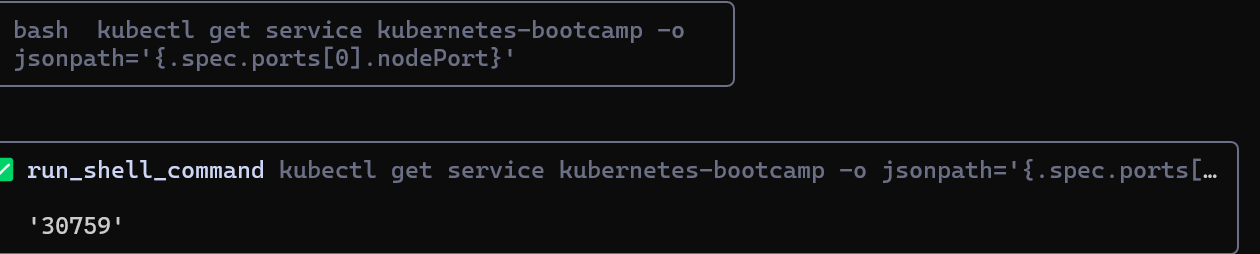 bash  kubectl get service kubernetes-bootcamp -o
jsonpath='{.spec.ports[0].nodePort}'
run_shell_command kubectl get service kubernetes-bootcamp -o jsonpath='{.spec.ports[…
'30759'